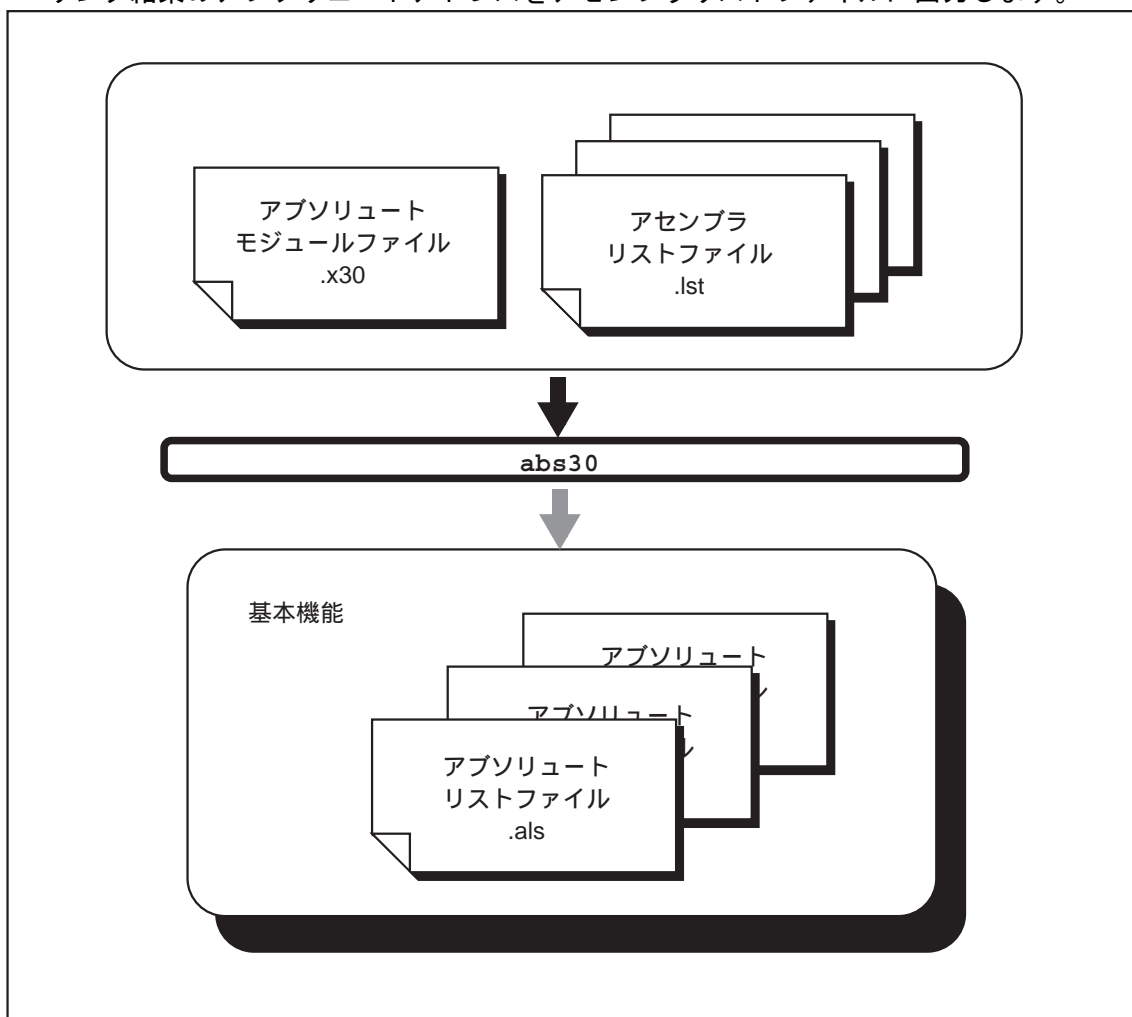 アブソリュート
モジュールファイル
.x30
アセンブラ
リストファイル
.lst
abs30
基本機能
アブソリュート
アブソリュート
アブソリュート
リストファイル
.als